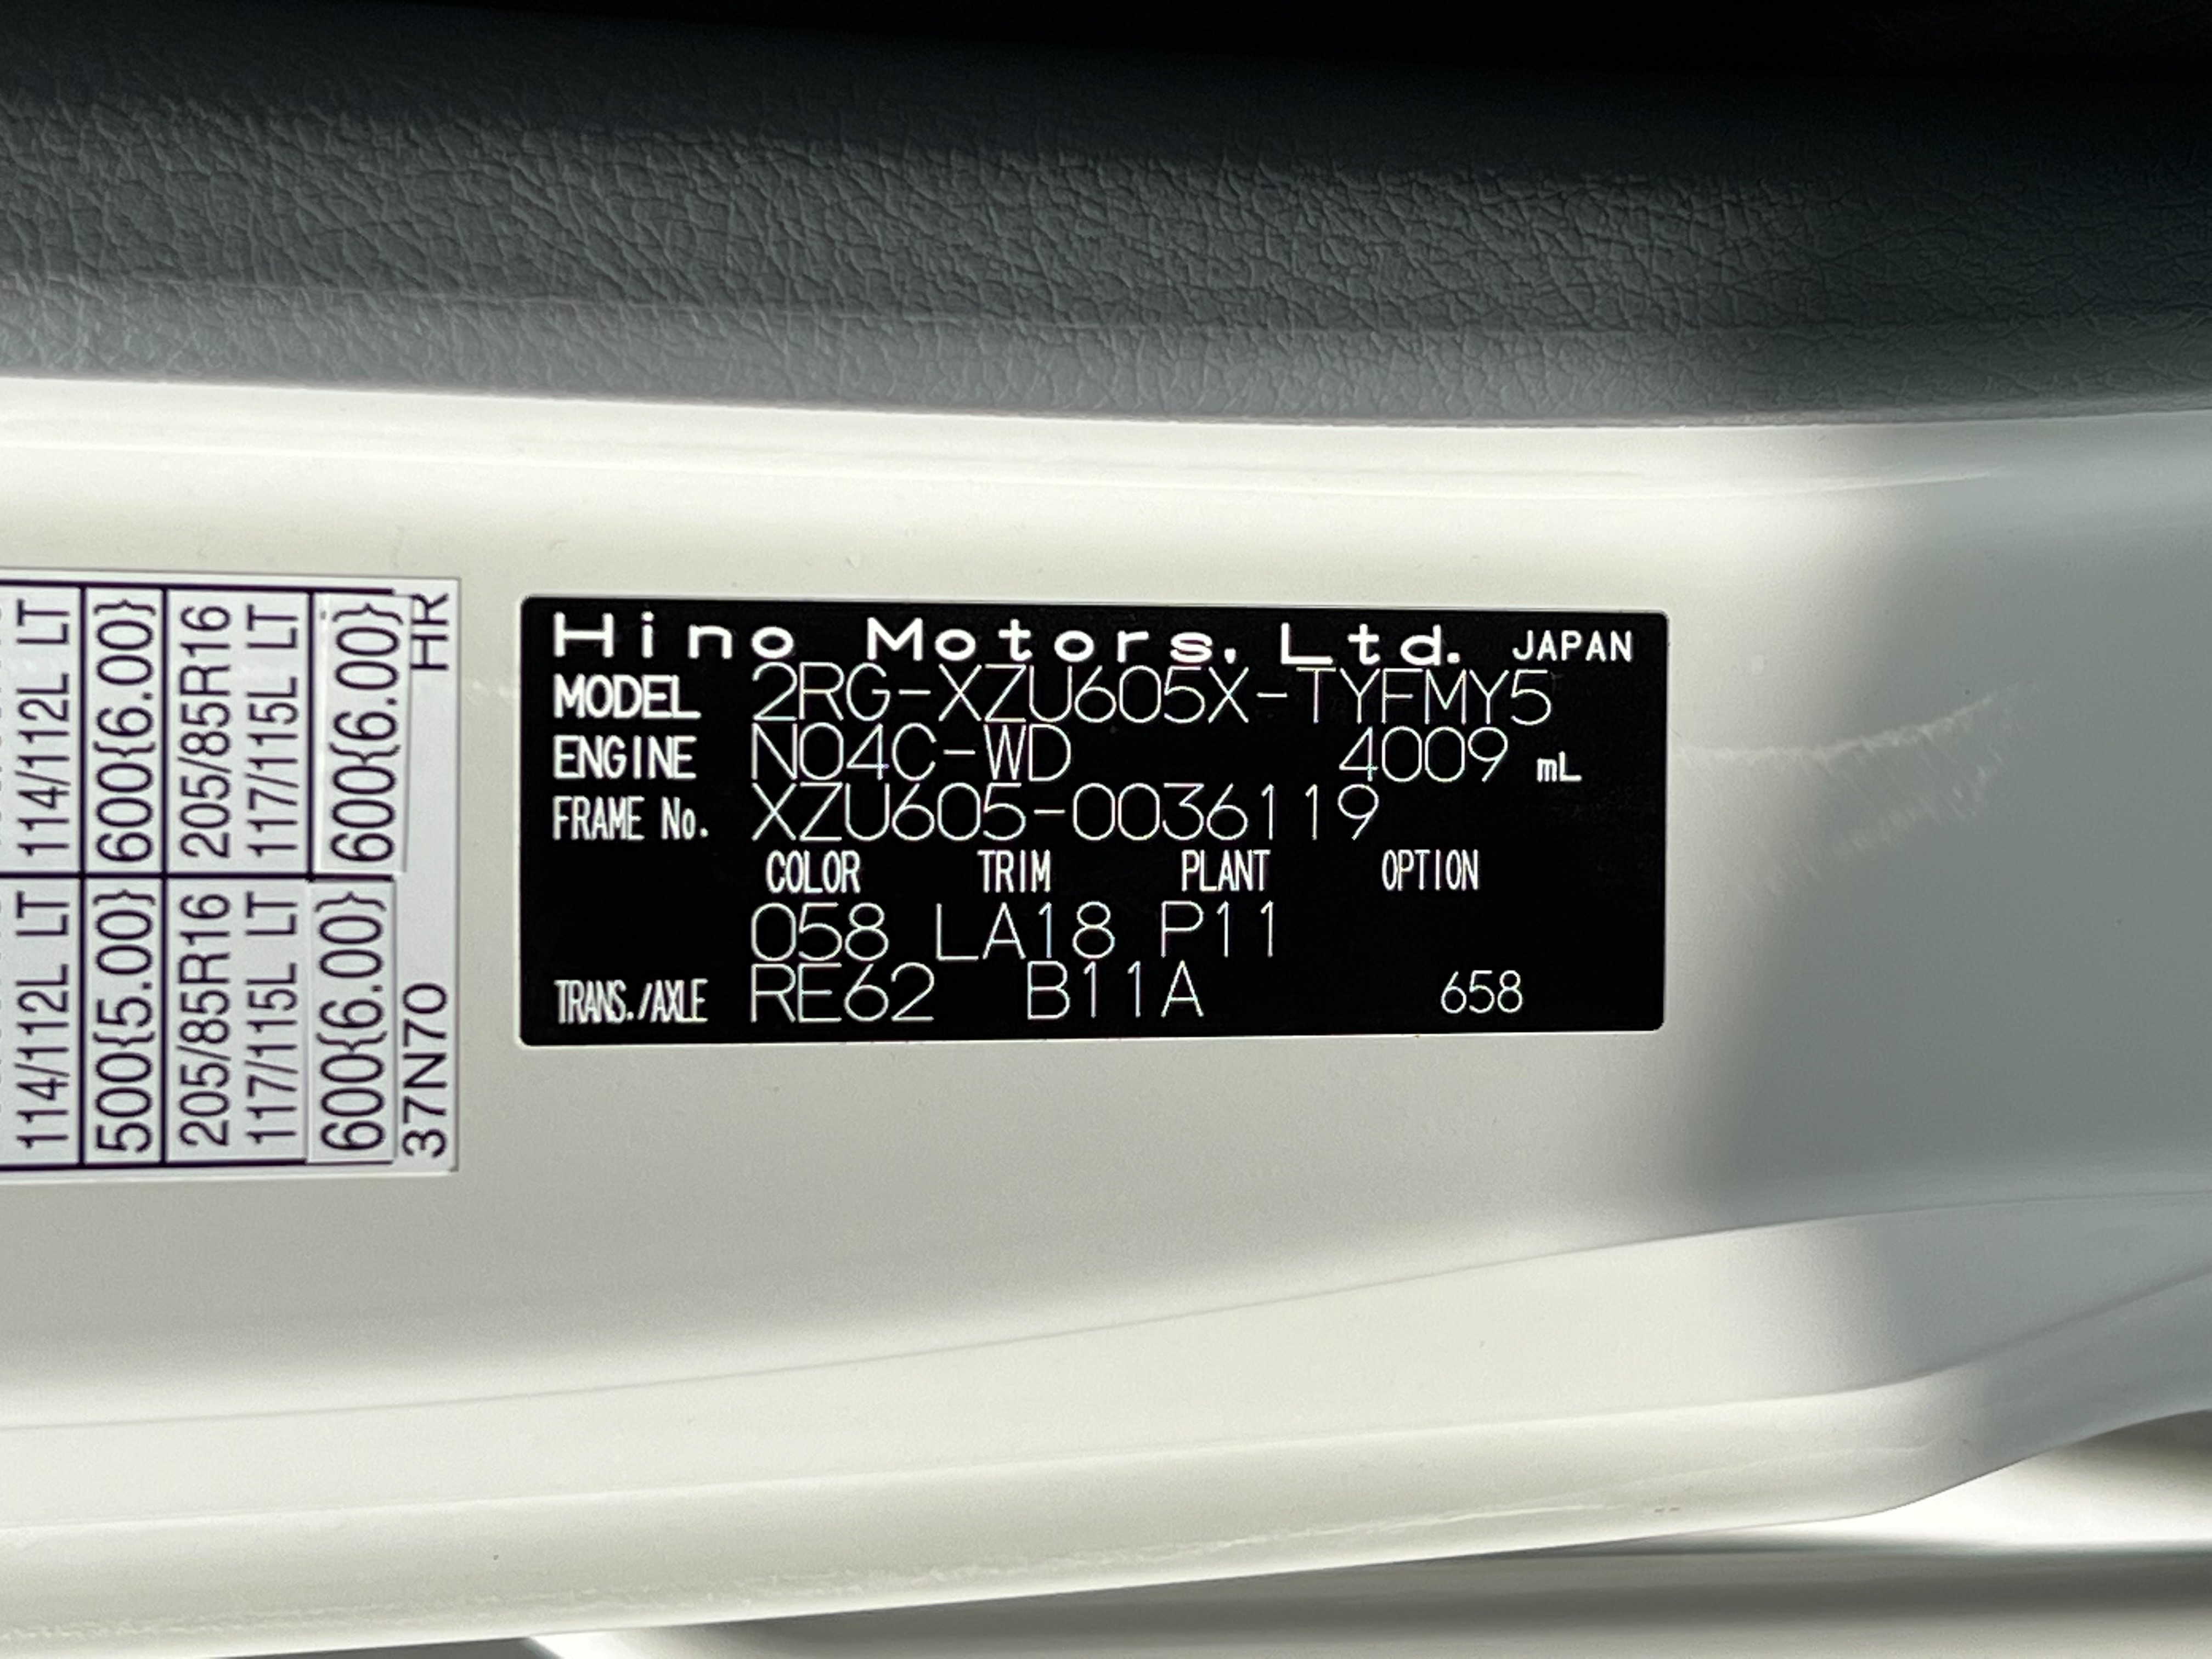 Hino Motors, Ltd. JAPAN
MODEL 2RG-XZU605X-TYFMY5
ENGINE N04C-WD 4009 mL
FRAME No. XZU605-0036119
COLOR TRIM PLANT OPTION
058 LA18 P11
TRANS./AXLE RE62 B11A 658
114/112L LT 114/112L LT
500{5.00} 600{6.00}
205/85R16 205/85R16
117/115L LT 117/115L LT
600{6.00} 600{6.00}
37N70 HR